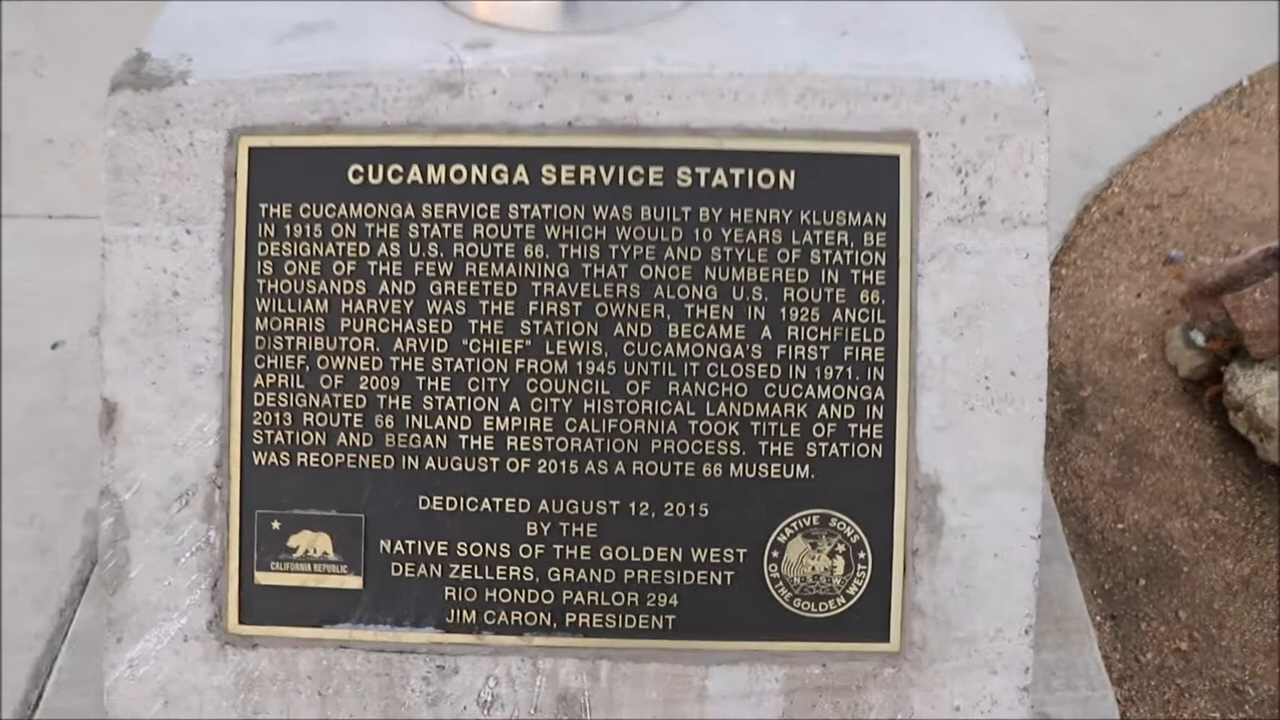 CUCAMONGA SERVICE STATION
THE CUCAMONGA SERVICE STATION WAS BUILT BY HENRY KLUSMAN
IN 1915 ON THE STATE ROUTE WHICH WOULD 10 YEARS LATER, BE
DESIGNATED AS U.S. ROUTE 66. THIS TYPE AND STYLE OF STATION
IS ONE OF THE FEW REMAINING THAT ONCE NUMBERED IN THE
THOUSANDS AND GREETED TRAVELERS ALONG U.S. ROUTE 66.
WILLIAM HARVEY WAS THE FIRST OWNER, THEN IN 1925 ANCIL
MORRIS PURCHASED THE STATION AND BECAME A RICHFIELD
DISTRIBUTOR. ARVID "CHIEF" LEWIS, CUCAMONGA'S FIRST FIRE
CHIEF, OWNED THE STATION FROM 1945 UNTIL IT CLOSED IN 1971. IN
APRIL OF 2009 THE CITY COUNCIL OF RANCHO CUCAMONGA
DESIGNATED THE STATION A CITY HISTORICAL LANDMARK AND IN
2013 ROUTE 66 INLAND EMPIRE CALIFORNIA TOOK TITLE OF THE
STATION AND BEGAN THE RESTORATION PROCESS. THE STATION
WAS REOPENED IN AUGUST OF 2015 AS A ROUTE 66 MUSEUM.
DEDICATED AUGUST 12, 2015
BY THE
NATIVE SONS OF THE GOLDEN WEST
DEAN ZELLERS, GRAND PRESIDENT
RIO HONDO PARLOR 294
JIM CARON, PRESIDENT
CALIFORNIA REPUBLIC
NATIVE SONS
OF THE GOLDEN WEST
N.S.G.W.